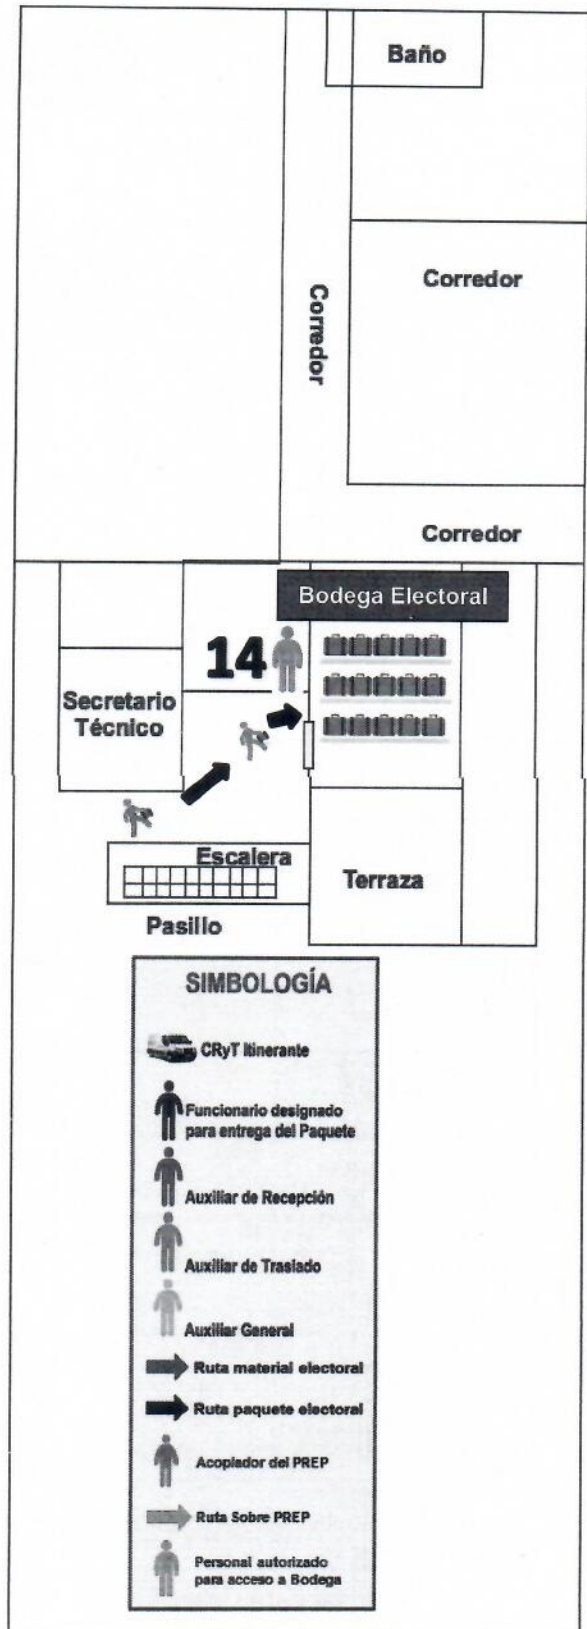 Baño
Corredor
Corredor
Corredor
Bodega Electoral
14
Secretario
Técnico
Escalera
Terraza
Pasillo
SIMBOLOGÍA
CRyT Itinerante
Funcionario designado
para entrega del Paquete
Auxiliar de Recepción
Auxiliar de Traslado
Auxiliar General
Ruta material electoral
Ruta paquete electoral
Acopiador del PREP
Ruta Sobre PREP
Personal autorizado
para acceso a Bodega